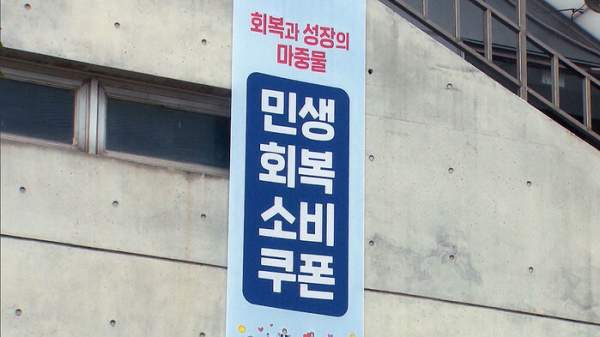 회복과 성장의
마중물
민생
회복
소비
쿠폰